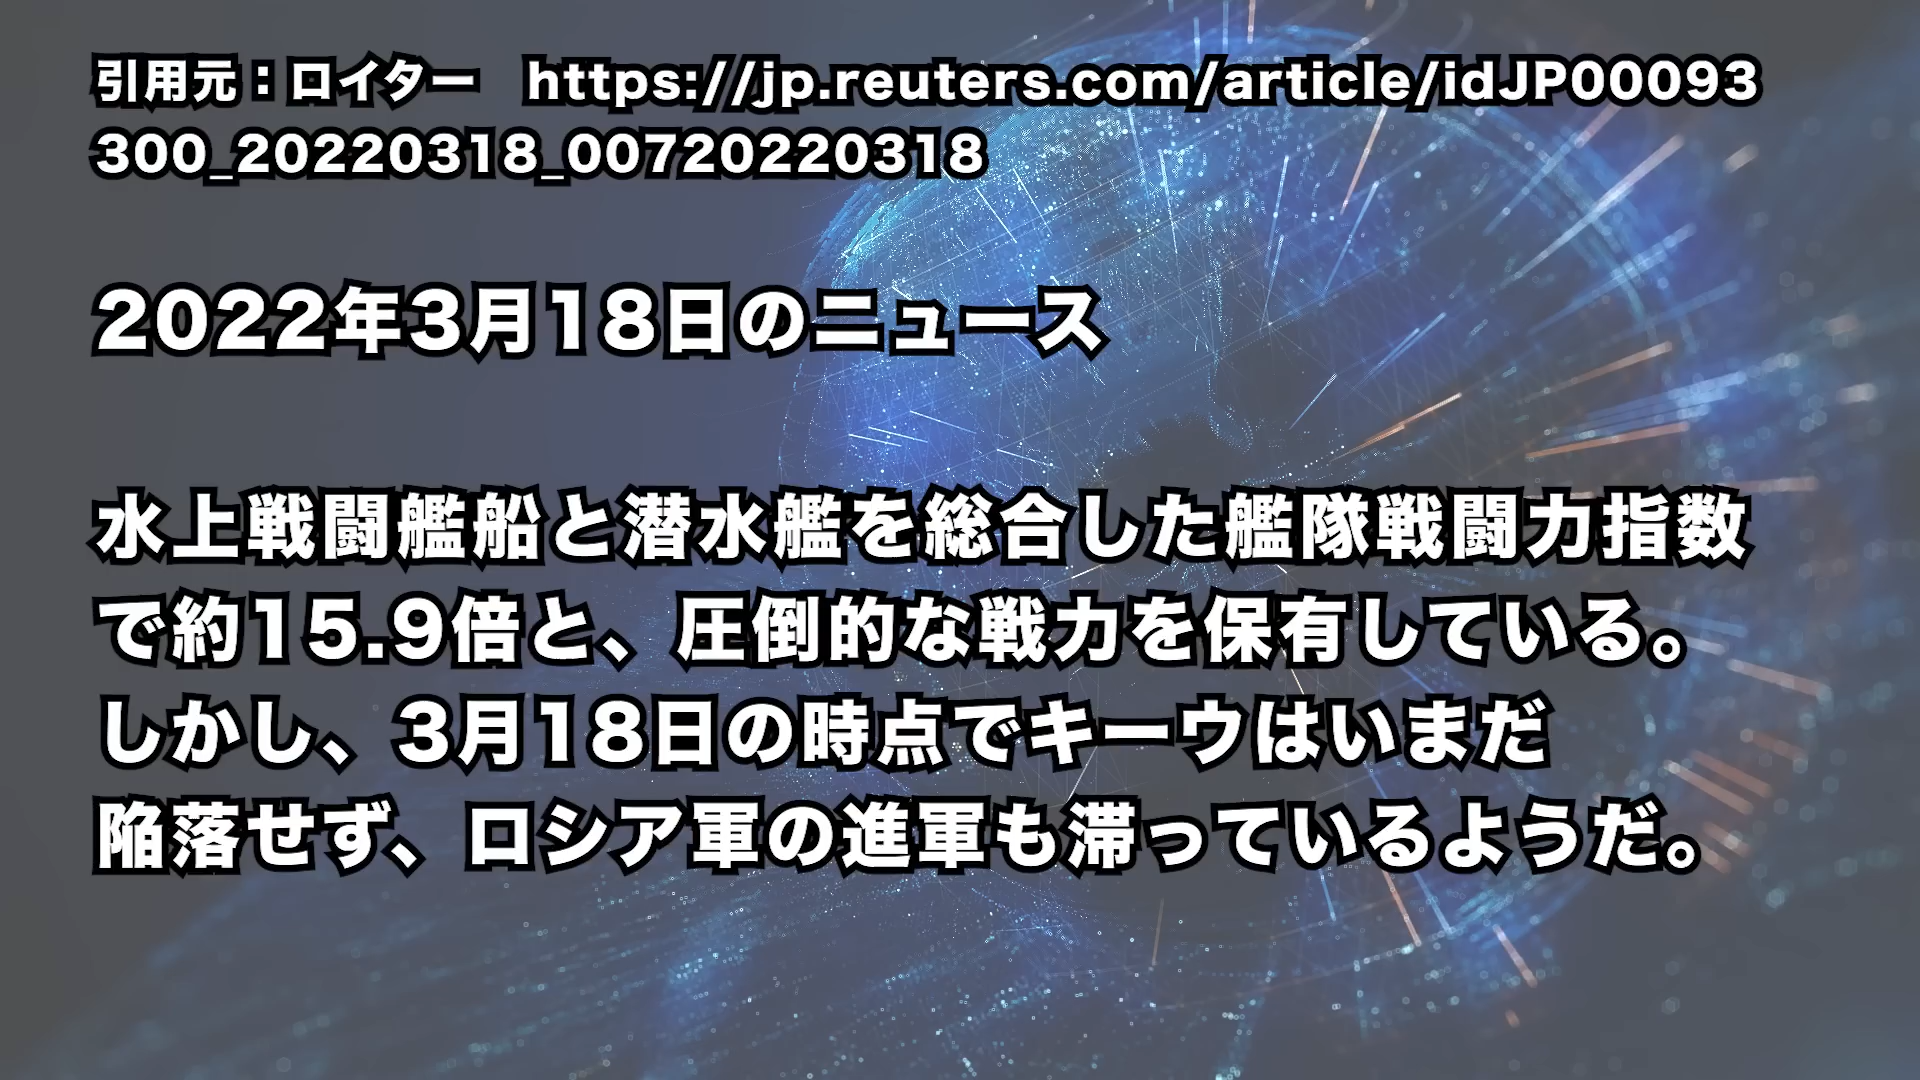 引用元：ロイター　https://jp.reuters.com/article/idJP00093
300_20220318_00720220318
2022年3月18日のニュース
水上戦闘艦船と潜水艦を総合した艦隊戦闘力指数
で約15.9倍と、圧倒的な戦力を保有している。
しかし、3月18日の時点でキーウはいまだ
陥落せず、ロシア軍の進軍も滞っているようだ。